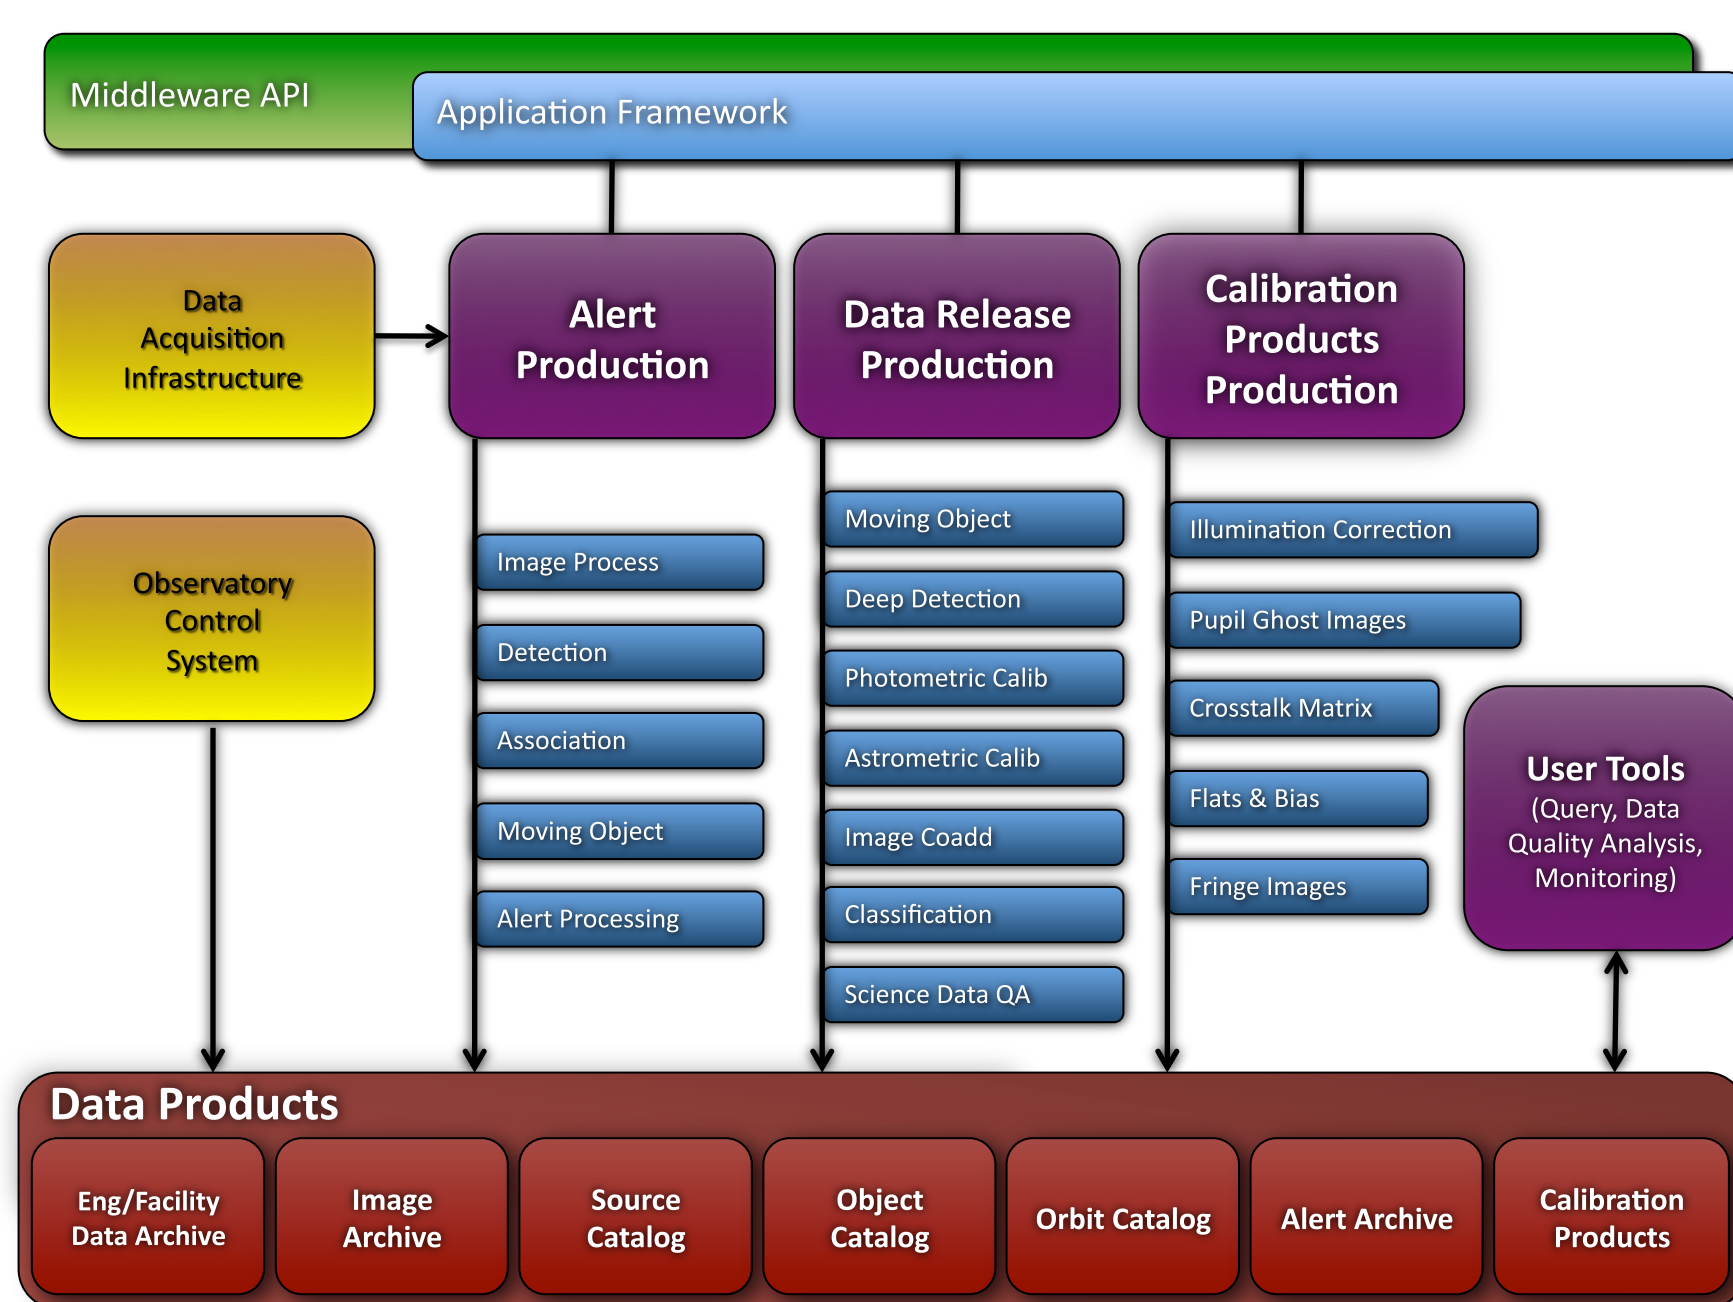 Middleware API
Application Framework
Data
Acquisition
Infrastructure
Alert
Production
Data Release
Production
Calibration
Products
Production
Observatory
Control
System
Image Process
Detection
Association
Moving Object
Alert Processing
Moving Object
Deep Detection
Photometric Calib
Astrometric Calib
Image Coadd
Classification
Science Data QA
Illumination Correction
Pupil Ghost Images
Crosstalk Matrix
Flats & Bias
Fringe Images
User Tools
(Query, Data
Quality Analysis,
Monitoring)
Data Products
Eng/Facility
Data Archive
Image
Archive
Source
Catalog
Object
Catalog
Orbit Catalog
Alert Archive
Calibration
Products